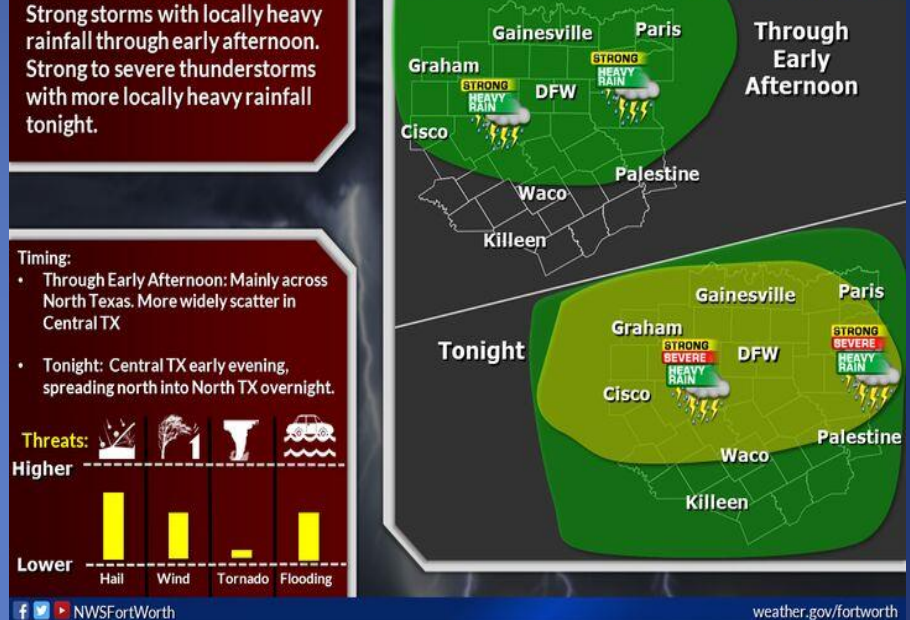 Strong storms with locally heavy
rainfall through early afternoon.
Strong to severe thunderstorms
with more locally heavy rainfall
tonight.
Timing:
• Through Early Afternoon: Mainly across
North Texas. More widely scatter in
Central TX
• Tonight: Central TX early evening,
spreading north into North TX overnight.
Threats:
Higher
Lower
Hail Wind Tornado Flooding
Through
Early
Afternoon
Gainesville
Paris
Graham
STRONG
HEAVY
RAIN
DFW
STRONG
HEAVY
RAIN
Cisco
Waco
Palestine
Killeen
Tonight
Gainesville
Paris
Graham
STRONG
SEVERE
HEAVY
RAIN
DFW
STRONG
SEVERE
HEAVY
RAIN
Cisco
Waco
Palestine
Killeen
NWSFortWorth
weather.gov/fortworth